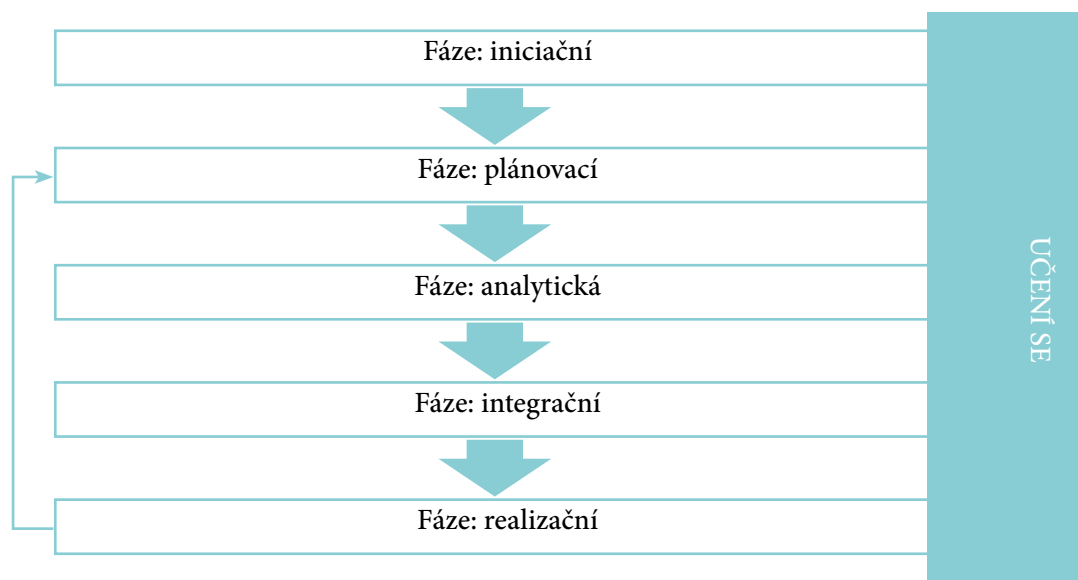 Fáze: iniciační
Fáze: plánovací
Fáze: analytická
Fáze: integrační
Fáze: realizační
UČENÍ SE